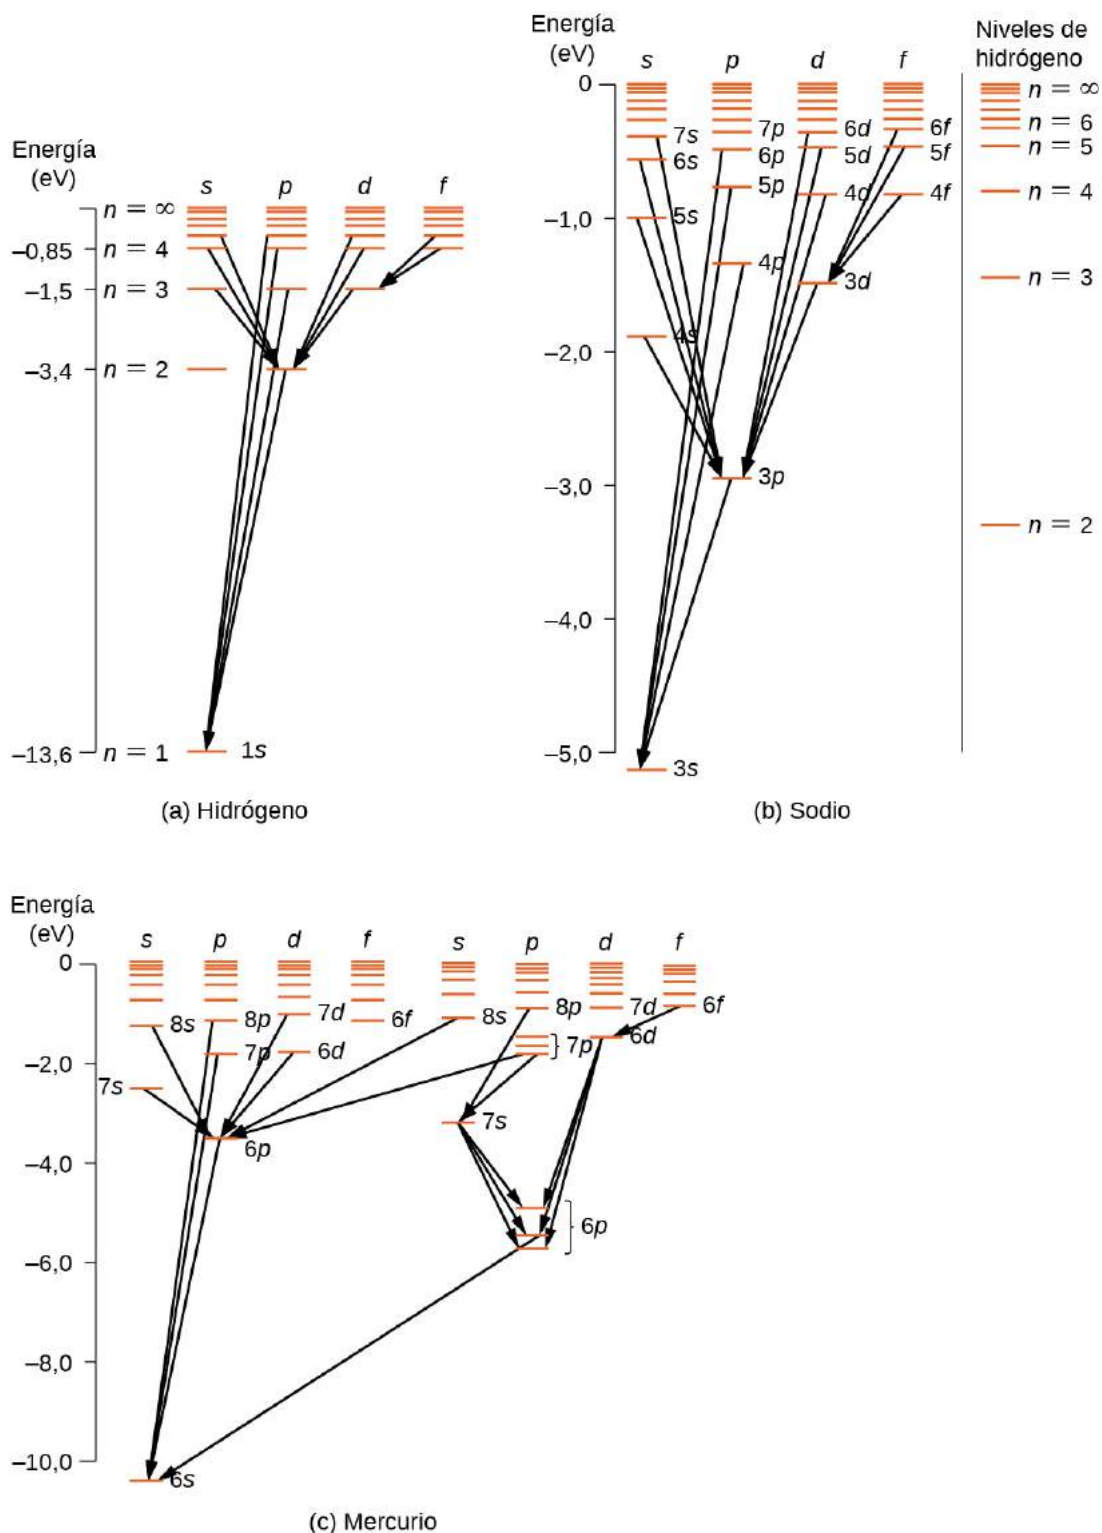 Energía
(eV)
s p d f
n = ∞
–0,85 n = 4
–1,5 n = 3
–3,4 n = 2
–13,6 n = 1 1s
(a) Hidrógeno
Energía
(eV)
s p d f
0
7s 7p 6d 6f
6s 6p 5d 5f
5p 4d 4f
–1,0 5s
4p 3d
–2,0 4s
–3,0 3p
–4,0
–5,0
3s
(b) Sodio
Niveles de
hidrógeno
n = ∞
n = 6
n = 5
n = 4
n = 3
n = 2
Energía
(eV)
s p d f s p d f
0
8s 8p 7d 6f 8s 8p 7d 6f
–2,0 7p 6d 7p 6d
7s 7s
–4,0 6p
6p
–6,0
–8,0
–10,0
6s
(c) Mercurio